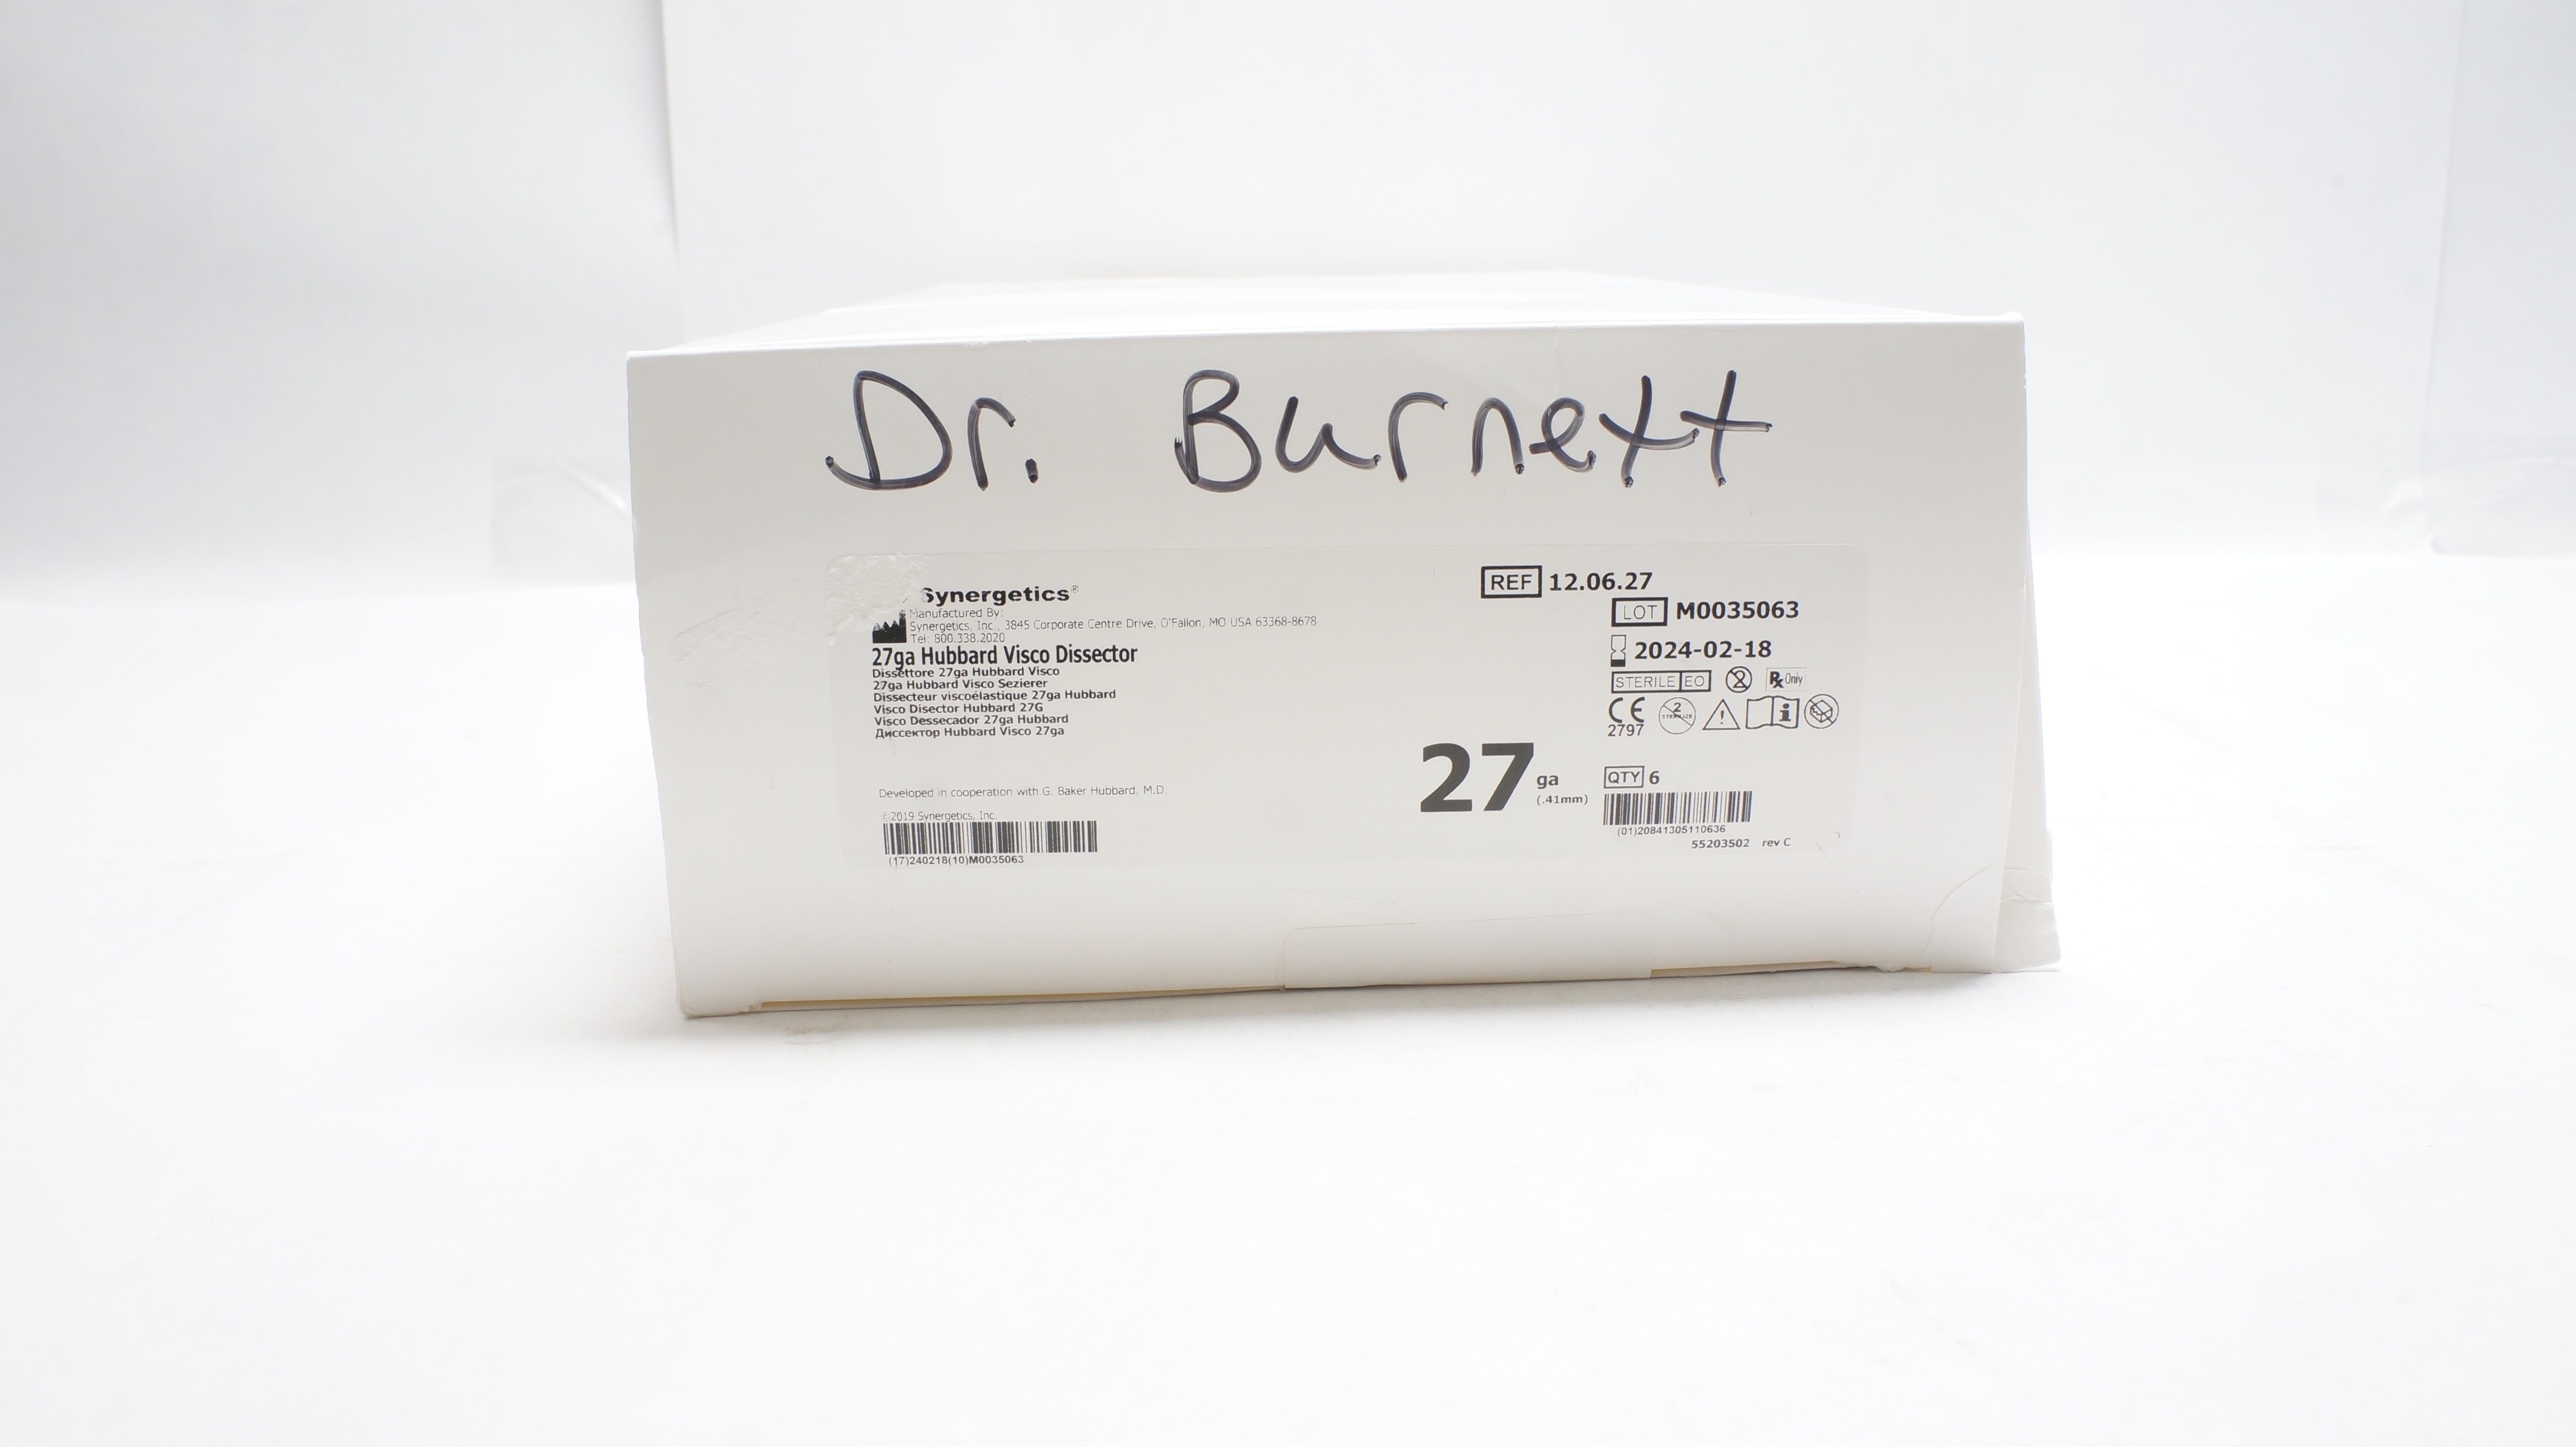 Dr. Burnett
Synergetics®
Manufactured By:
Synergetics, Inc., 3845 Corporate Centre Drive, O'Fallon, MO USA 63368-8678
Tel: 800.338.2020
27ga Hubbard Visco Dissector
Dissettore 27ga Hubbard Visco
27ga Hubbard Visco Sezierer
Dissecteur viscoélastique 27ga Hubbard
Visco Disector Hubbard 27G
Visco Dessecador 27ga Hubbard
Диссектор Hubbard Visco 27ga
Developed in cooperation with G. Baker Hubbard, M.D.
©2019 Synergetics, Inc.
(17)240218(10)M0035063
REF 12.06.27
LOT M0035063
2024-02-18
STERILE EO 2 Rx Only
CE 2 STERILIZE ! i
2797
27 ga
(.41mm)
QTY 6
(01)20841305110636
55203502 rev C